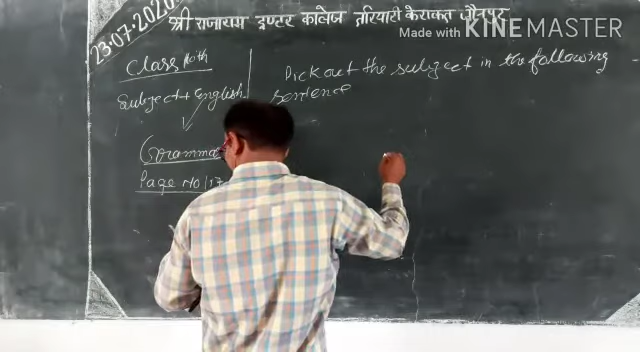 23.07.2020
श्री राजाराम इण्टर कालेज तरियारी केराकत जौनपुर
Made with KINEMASTER
Class 10th
Subject → English
Grammar
Page No/17
Pick out the subject in the following
sentence